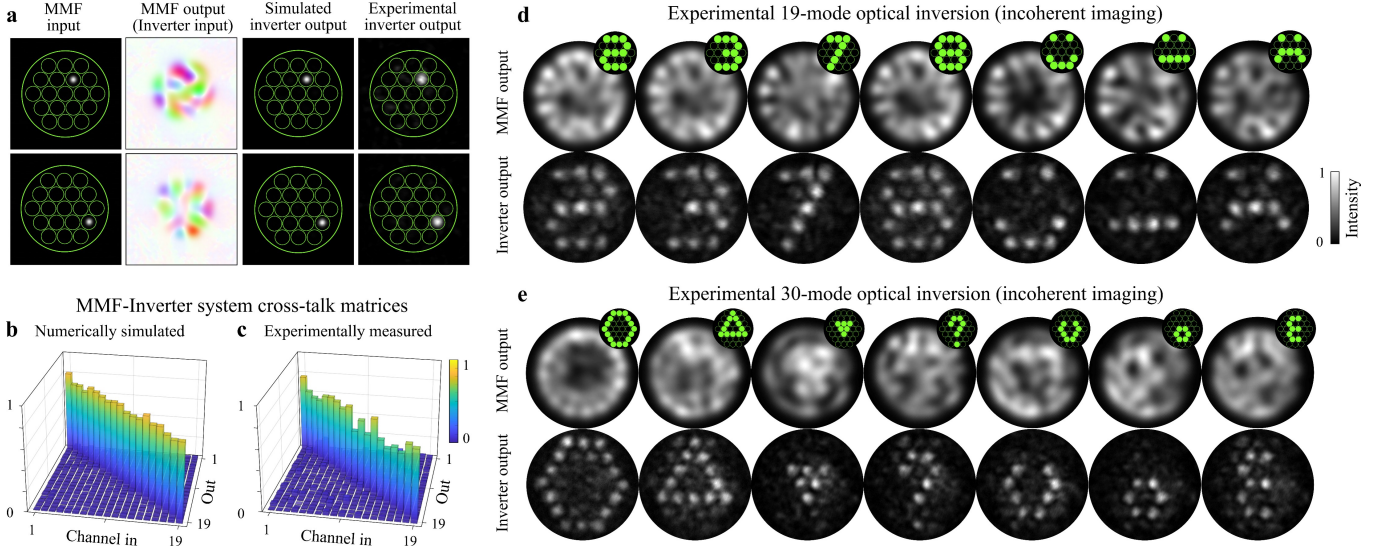 a
MMF input
MMF output (Inverter input)
Simulated inverter output
Experimental inverter output
MMF-Inverter system cross-talk matrices
b Numerically simulated
1
0
1
Channel in
19
19
Out
1
c Experimentally measured
1
0
1
Channel in
19
19
Out
1
1
0
d Experimental 19-mode optical inversion (incoherent imaging)
MMF output
Inverter output
1
0
Intensity
e Experimental 30-mode optical inversion (incoherent imaging)
MMF output
Inverter output